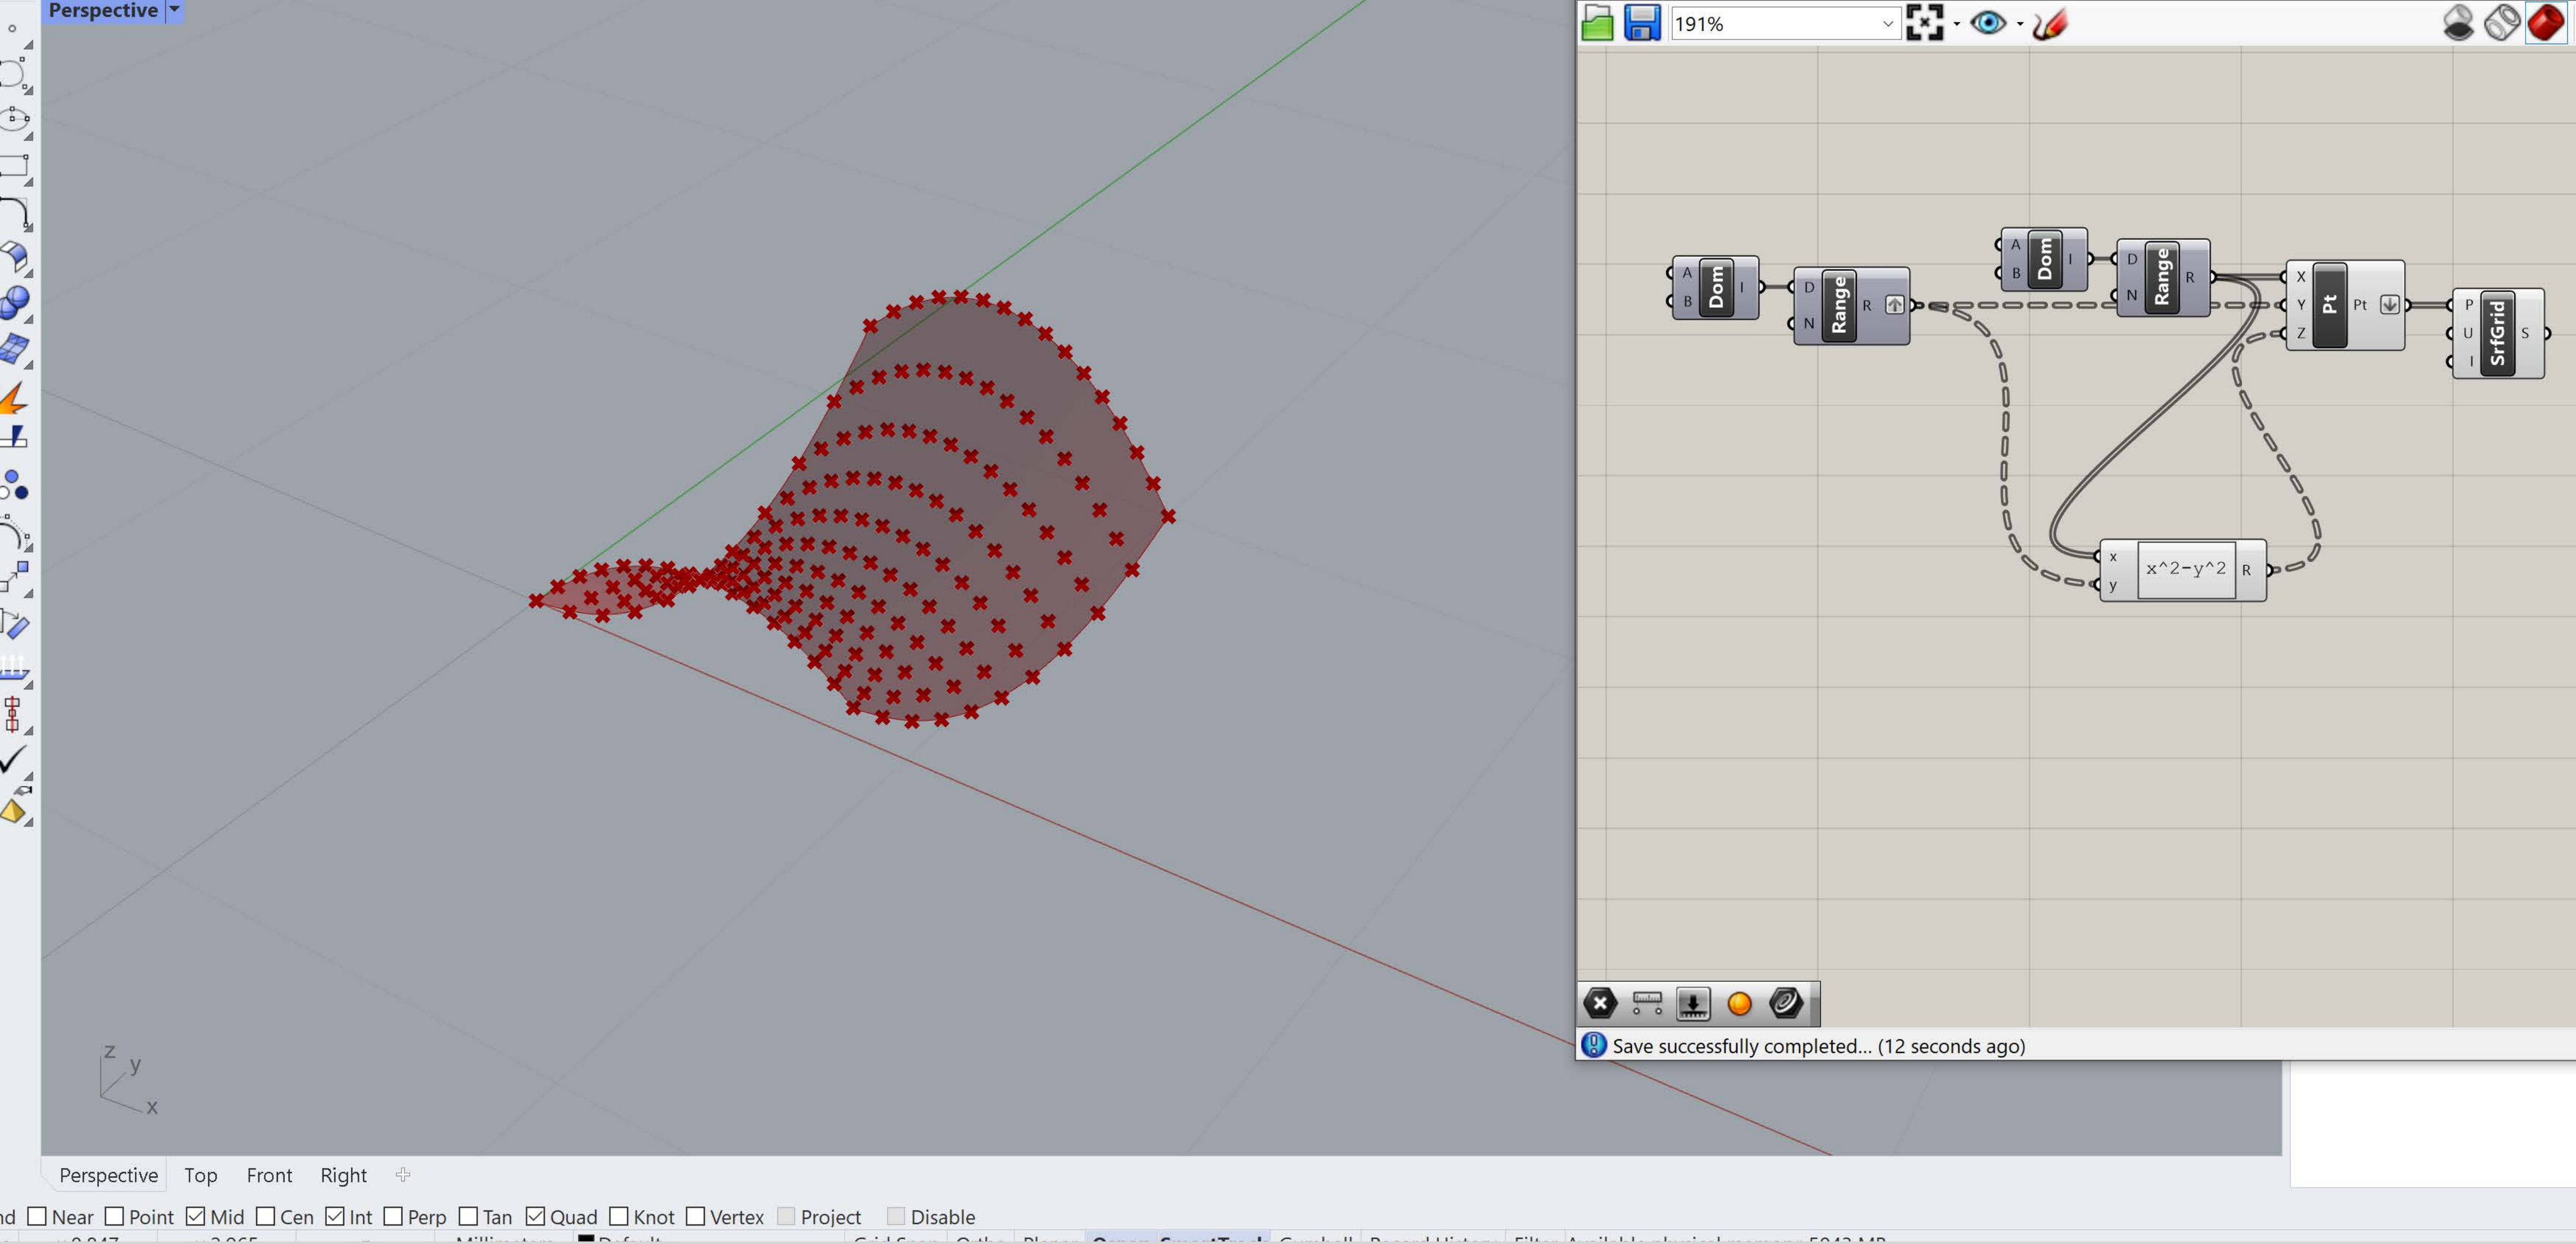 Perspective
191%
A
B
Dom
I
D
N
Range
R
A
B
Dom
I
D
N
Range
R
X
Y
Z
Pt
Pt
P
U
I
SrfGrid
S
x
y
x^2-y^2
R
z
y
x
Save successfully completed... (12 seconds ago)
Perspective Top Front Right
Near Point Mid Cen Int Perp Tan Quad Knot Vertex Project Disable